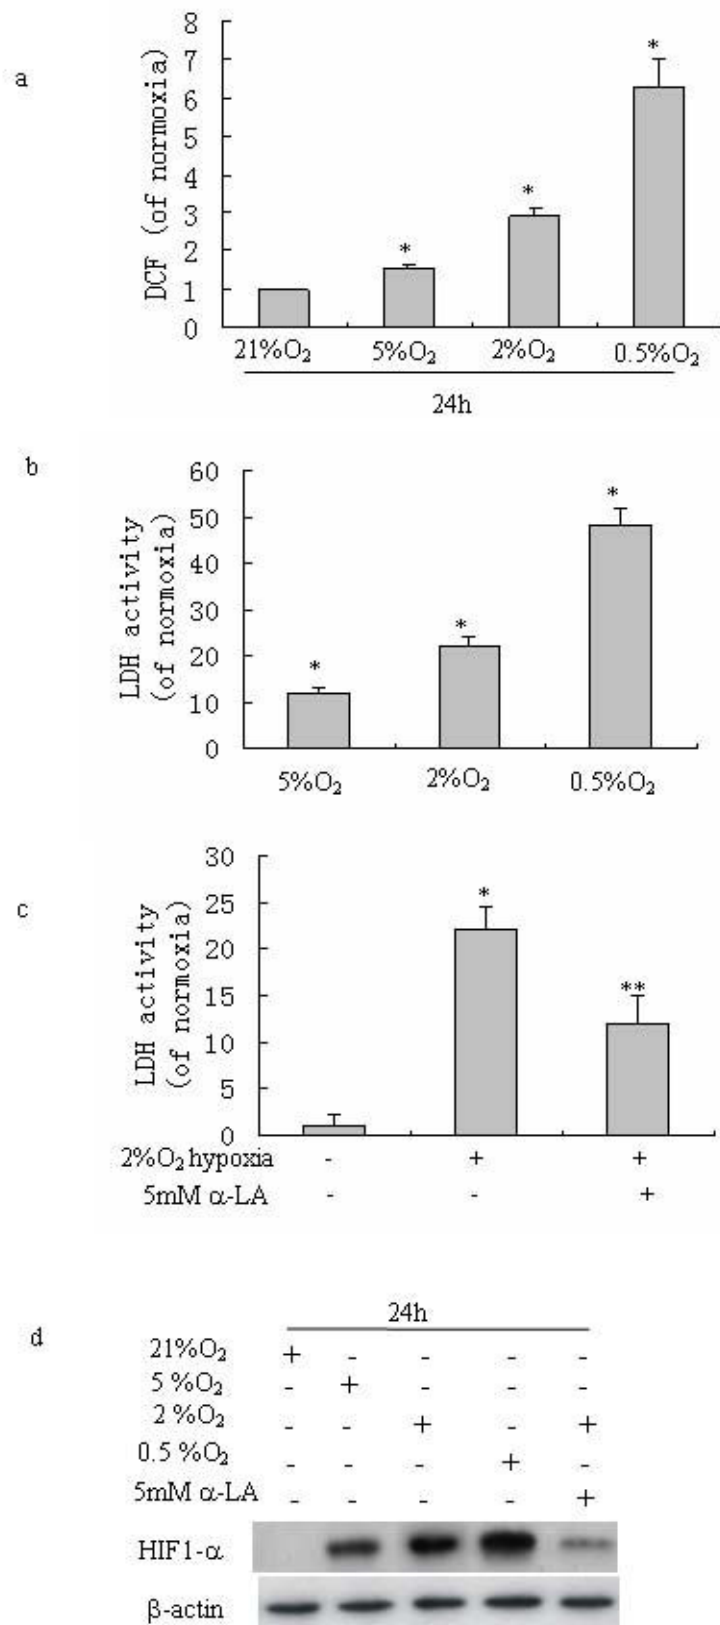 a
DCF (of normoxia)
8
7
6
5
4
3
2
1
0
*
*
*
21%O₂ 5%O₂ 2%O₂ 0.5%O₂
24h
b
LDH activity
(of normoxia)
60
50
40
30
20
10
0
*
*
*
5%O₂ 2%O₂ 0.5%O₂
c
LDH activity
(of normoxia)
30
25
20
15
10
5
0
*
**
2%O₂ hypoxia - + +
5mM α-LA - - +
d
24h
21%O₂ + - - - -
5 %O₂ - + - - -
2 %O₂ - - + - +
0.5 %O₂ - - - + -
5mM α-LA - - - - +
HIF1-α
β-actin